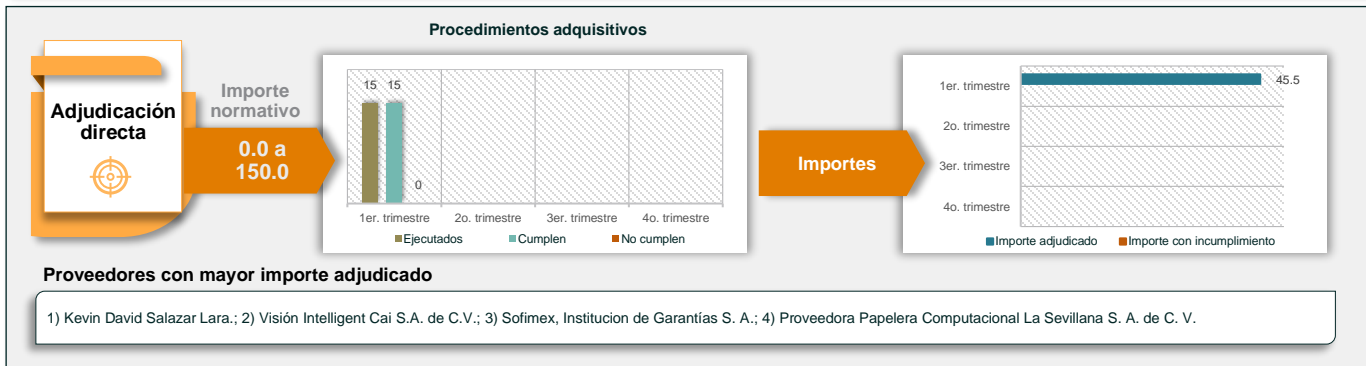 Procedimientos adquisitivos
Adjudicación
directa
Importe
normativo
0.0 a
150.0
15 15
0
1er. trimestre 2o. trimestre 3er. trimestre 4o. trimestre
Ejecutados Cumplen No cumplen
Importes
1er. trimestre 45.5
2o. trimestre
3er. trimestre
4o. trimestre
Importe adjudicado Importe con incumplimiento
Proveedores con mayor importe adjudicado
1) Kevin David Salazar Lara.; 2) Visión Intelligent Cai S.A. de C.V.; 3) Sofimex, Institucion de Garantías S. A.; 4) Proveedora Papelera Computacional La Sevillana S. A. de C. V.